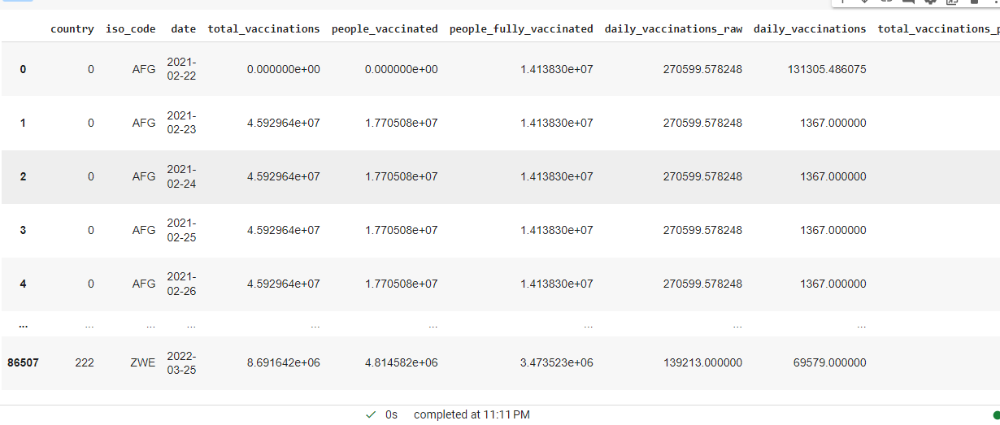 country iso_code date total_vaccinations people_vaccinated people_fully_vaccinated daily_vaccinations_raw daily_vaccinations total_vaccinations_
0 0 AFG 2021-02-22 0.000000e+00 0.000000e+00 1.413830e+07 270599.578248 131305.486075
1 0 AFG 2021-02-23 4.592964e+07 1.770508e+07 1.413830e+07 270599.578248 1367.000000
2 0 AFG 2021-02-24 4.592964e+07 1.770508e+07 1.413830e+07 270599.578248 1367.000000
3 0 AFG 2021-02-25 4.592964e+07 1.770508e+07 1.413830e+07 270599.578248 1367.000000
4 0 AFG 2021-02-26 4.592964e+07 1.770508e+07 1.413830e+07 270599.578248 1367.000000
... ... ... ... ... ... ... ... ...
86507 222 ZWE 2022-03-25 8.691642e+06 4.814582e+06 3.473523e+06 139213.000000 69579.000000
0s completed at 11:11 PM